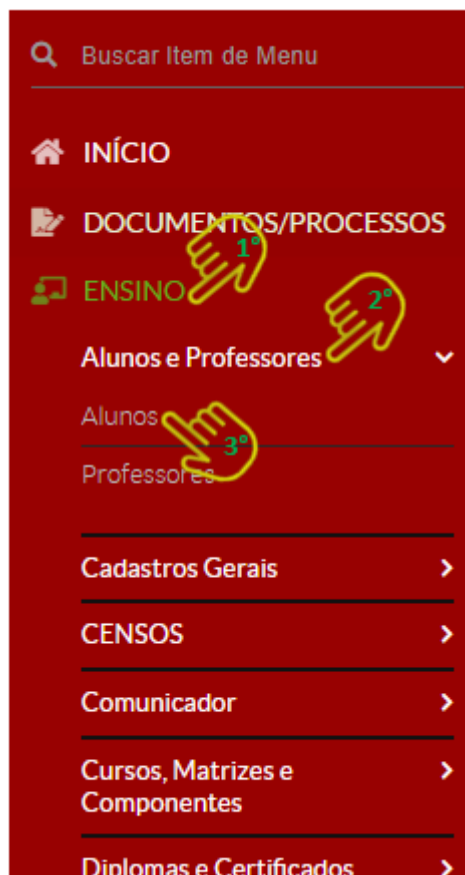 Buscar Item de Menu
INÍCIO
DOCUMENTOS/PROCESSOS
1°
ENSINO
2°
Alunos e Professores
Alunos
3°
Professores
Cadastros Gerais
CENSOS
Comunicador
Cursos, Matrizes e
Componentes
Diplomas e Certificados